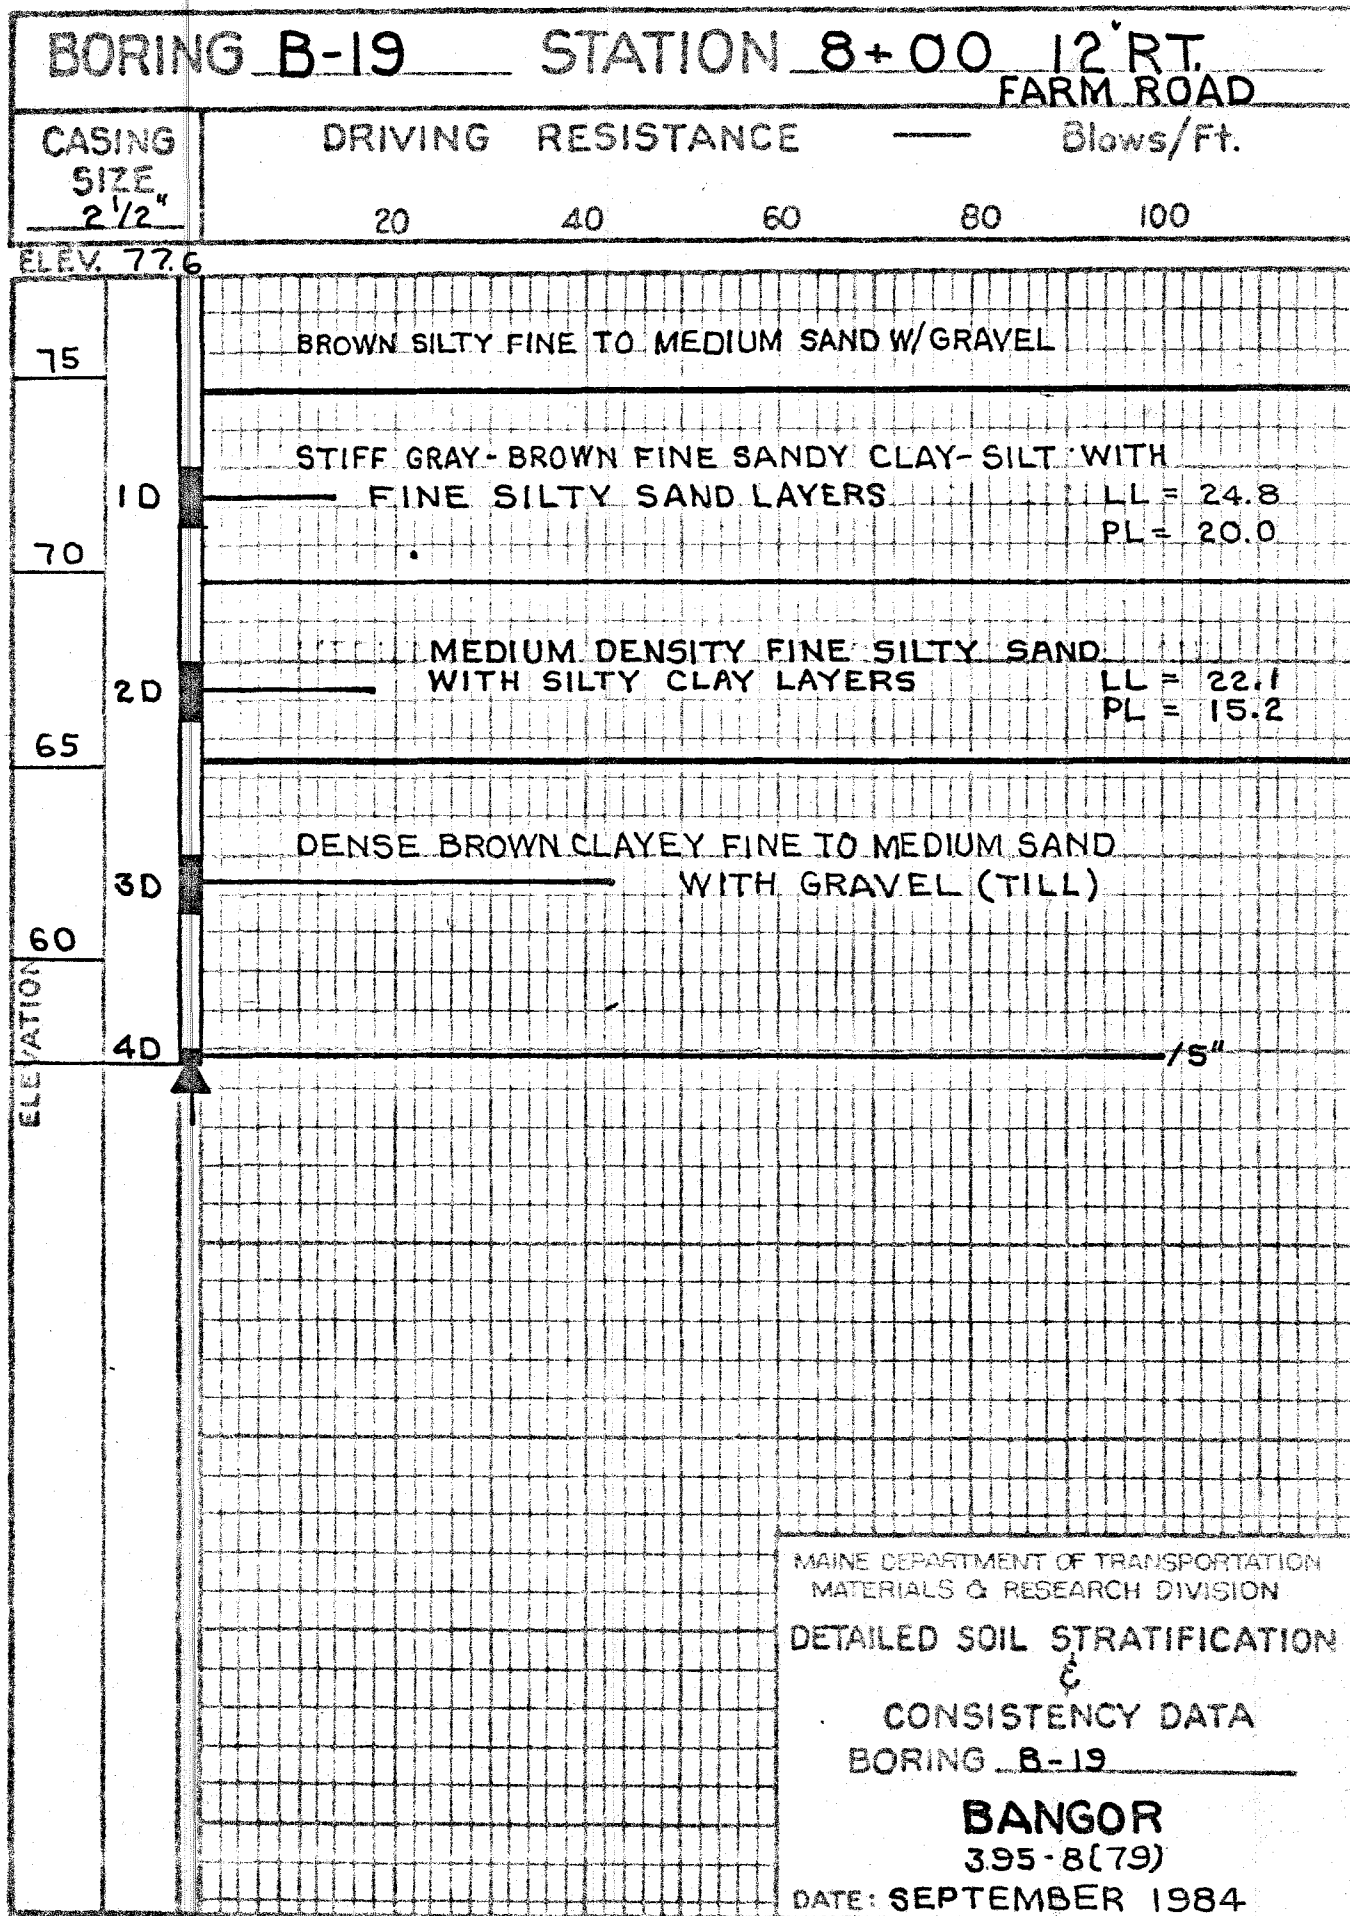 BORING B-19 STATION 8+00 12' RT.
FARM ROAD
CASING SIZE 2 1/2"
DRIVING RESISTANCE — Blows/Ft.
20 40 60 80 100
ELEV. 77.6
BROWN SILTY FINE TO MEDIUM SAND W/GRAVEL
75
STIFF GRAY-BROWN FINE SANDY CLAY-SILT WITH
1D FINE SILTY SAND LAYERS LL = 24.8
PL = 20.0
70
MEDIUM DENSITY FINE SILTY SAND
2D WITH SILTY CLAY LAYERS LL = 22.1
PL = 15.2
65
DENSE BROWN CLAYEY FINE TO MEDIUM SAND
3D WITH GRAVEL (TILL)
60
ELEVATION
4D /5"
MAINE DEPARTMENT OF TRANSPORTATION
MATERIALS & RESEARCH DIVISION
DETAILED SOIL STRATIFICATION
&
CONSISTENCY DATA
BORING B-19
BANGOR
395-8(79)
DATE: SEPTEMBER 1984